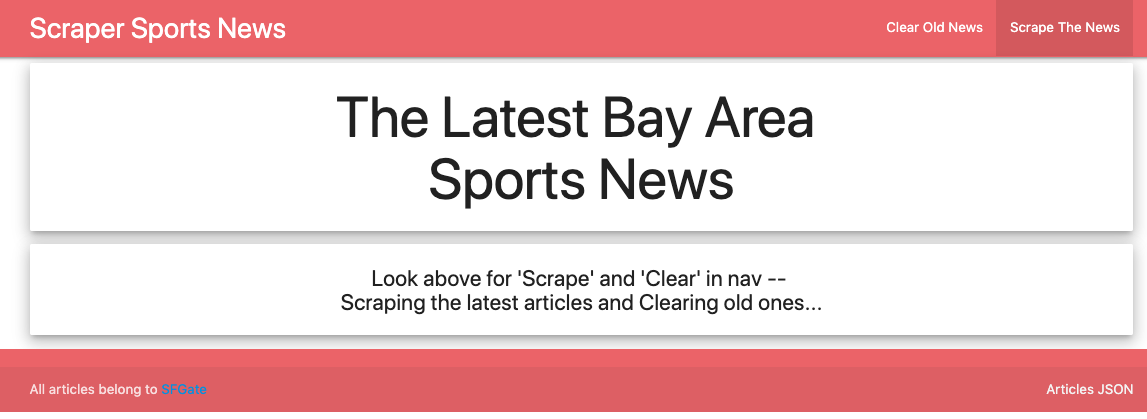 Scraper Sports News
Clear Old News
Scrape The News
The Latest Bay Area
Sports News
Look above for 'Scrape' and 'Clear' in nav --
Scraping the latest articles and Clearing old ones...
All articles belong to SFGate
Articles JSON